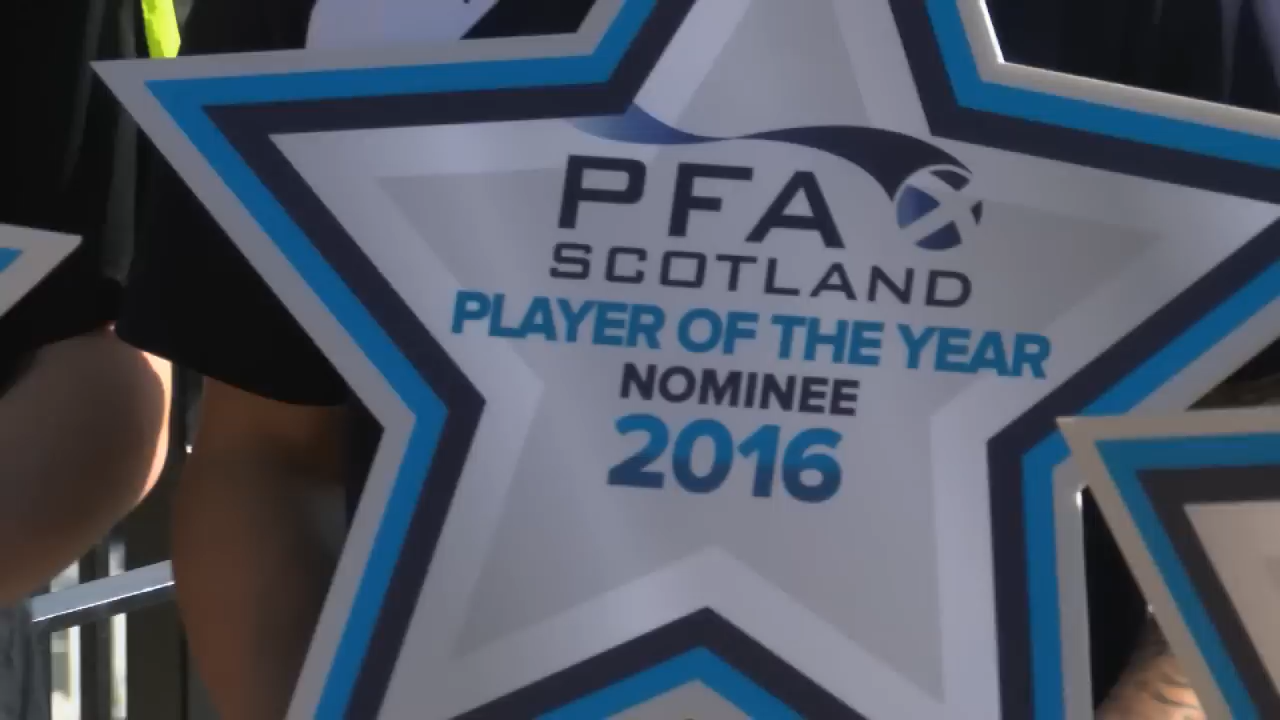 PFA
SCOTLAND
PLAYER OF THE YEAR
NOMINEE
2016